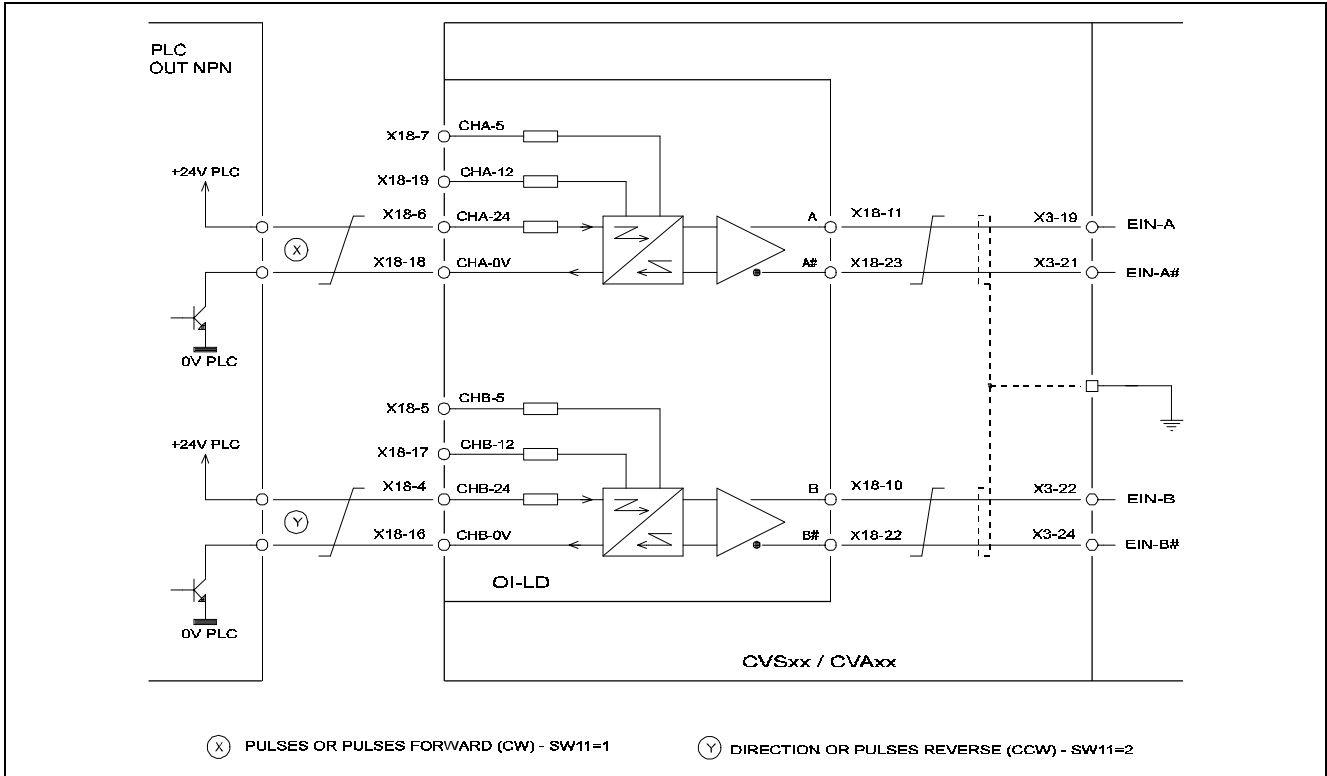 PLC
OUT NPN
X18-7
CHA-5
+24V PLC
X18-19
CHA-12
X18-6
CHA-24
A
X18-11
X3-19
EIN-A
X
X18-18
CHA-0V
A#
X18-23
X3-21
EIN-A#
0V PLC
X18-5
CHB-5
+24V PLC
X18-17
CHB-12
X18-4
CHB-24
B
X18-10
X3-22
EIN-B
Y
X18-16
CHB-0V
B#
X18-22
X3-24
EIN-B#
OI-LD
0V PLC
CVSxx / CVAxx
X PULSES OR PULSES FORWARD (CW) - SW11=1
Y DIRECTION OR PULSES REVERSE (CCW) - SW11=2